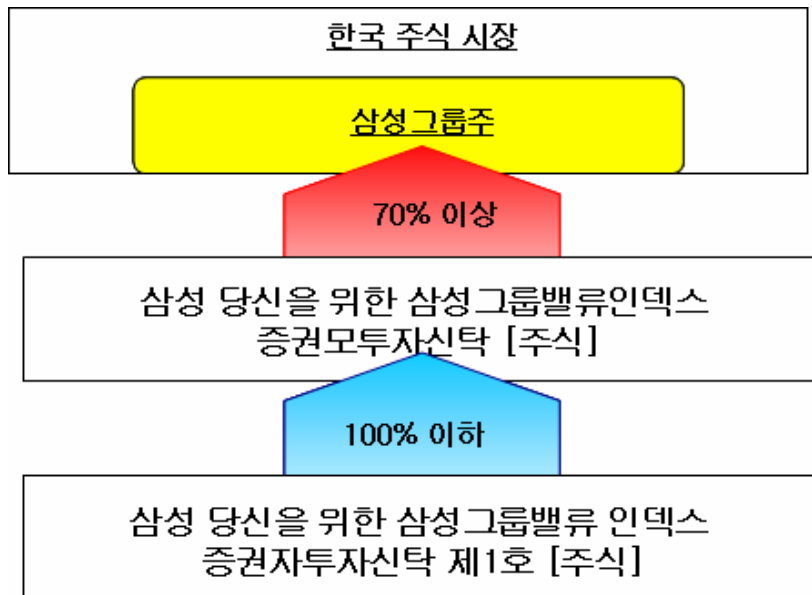 한국 주식 시장
삼성그룹주
70% 이상
삼성 당신을 위한 삼성그룹밸류인덱스
증권모투자신탁 [주식]
100% 이하
삼성 당신을 위한 삼성그룹밸류 인덱스
증권자투자신탁 제1호 [주식]